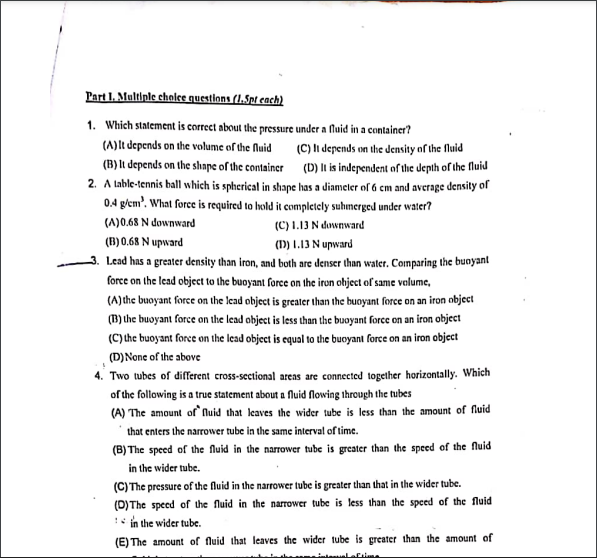 Part I. Multiple choice questions (1.5pt each)
1. Which statement is correct about the pressure under a fluid in a container?
(A) It depends on the volume of the fluid (C) It depends on the density of the fluid
(B) It depends on the shape of the container (D) It is independent of the depth of the fluid
2. A table-tennis ball which is spherical in shape has a diameter of 6 cm and average density of
0.4 g/cm³. What force is required to hold it completely submerged under water?
(A) 0.68 N downward (C) 1.13 N downward
(B) 0.68 N upward (D) 1.13 N upward
3. Lead has a greater density than iron, and both are denser than water. Comparing the buoyant
force on the lead object to the buoyant force on the iron object of same volume,
(A) the buoyant force on the lead object is greater than the buoyant force on an iron object
(B) the buoyant force on the lead object is less than the buoyant force on an iron object
(C) the buoyant force on the lead object is equal to the buoyant force on an iron object
(D) None of the above
4. Two tubes of different cross-sectional areas are connected together horizontally. Which
of the following is a true statement about a fluid flowing through the tubes
(A) The amount of fluid that leaves the wider tube is less than the amount of fluid
that enters the narrower tube in the same interval of time.
(B) The speed of the fluid in the narrower tube is greater than the speed of the fluid
in the wider tube.
(C) The pressure of the fluid in the narrower tube is greater than that in the wider tube.
(D) The speed of the fluid in the narrower tube is less than the speed of the fluid
in the wider tube.
(E) The amount of fluid that leaves the wider tube is greater than the amount of